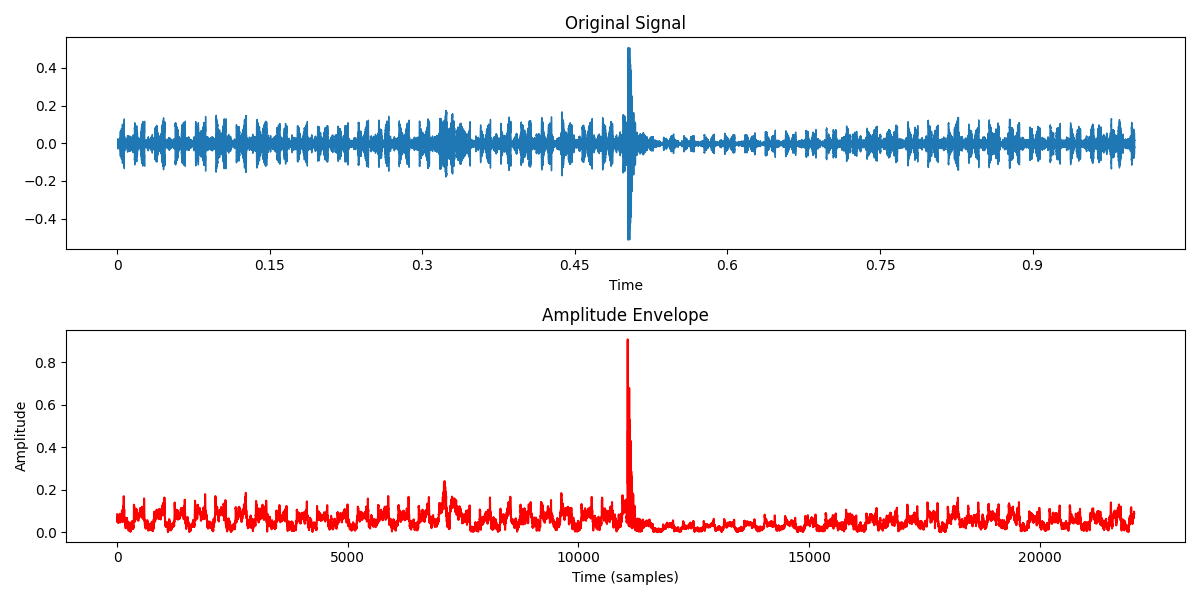 Original Signal
0.4
0.2
0.0
−0.2
−0.4
0 0.15 0.3 0.45 0.6 0.75 0.9
Time
Amplitude Envelope
Amplitude
0.8
0.6
0.4
0.2
0.0
0 5000 10000 15000 20000
Time (samples)